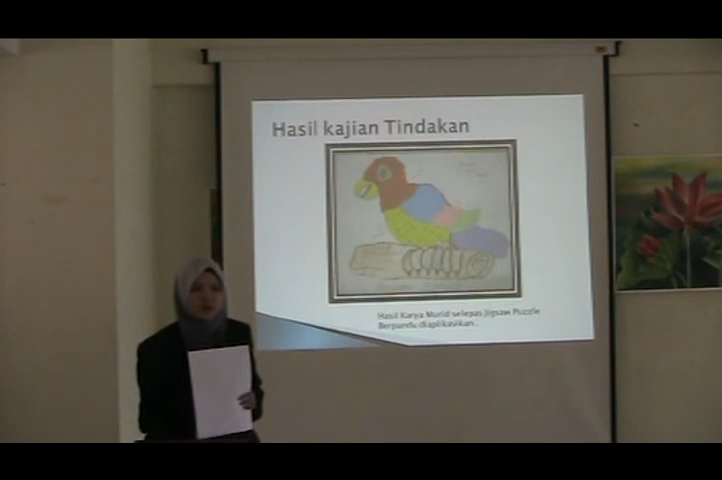 Hasil kajian Tindakan
Hasil Karya Murid selepas Jigsaw Puzzle
Berpandu diaplikasikan.